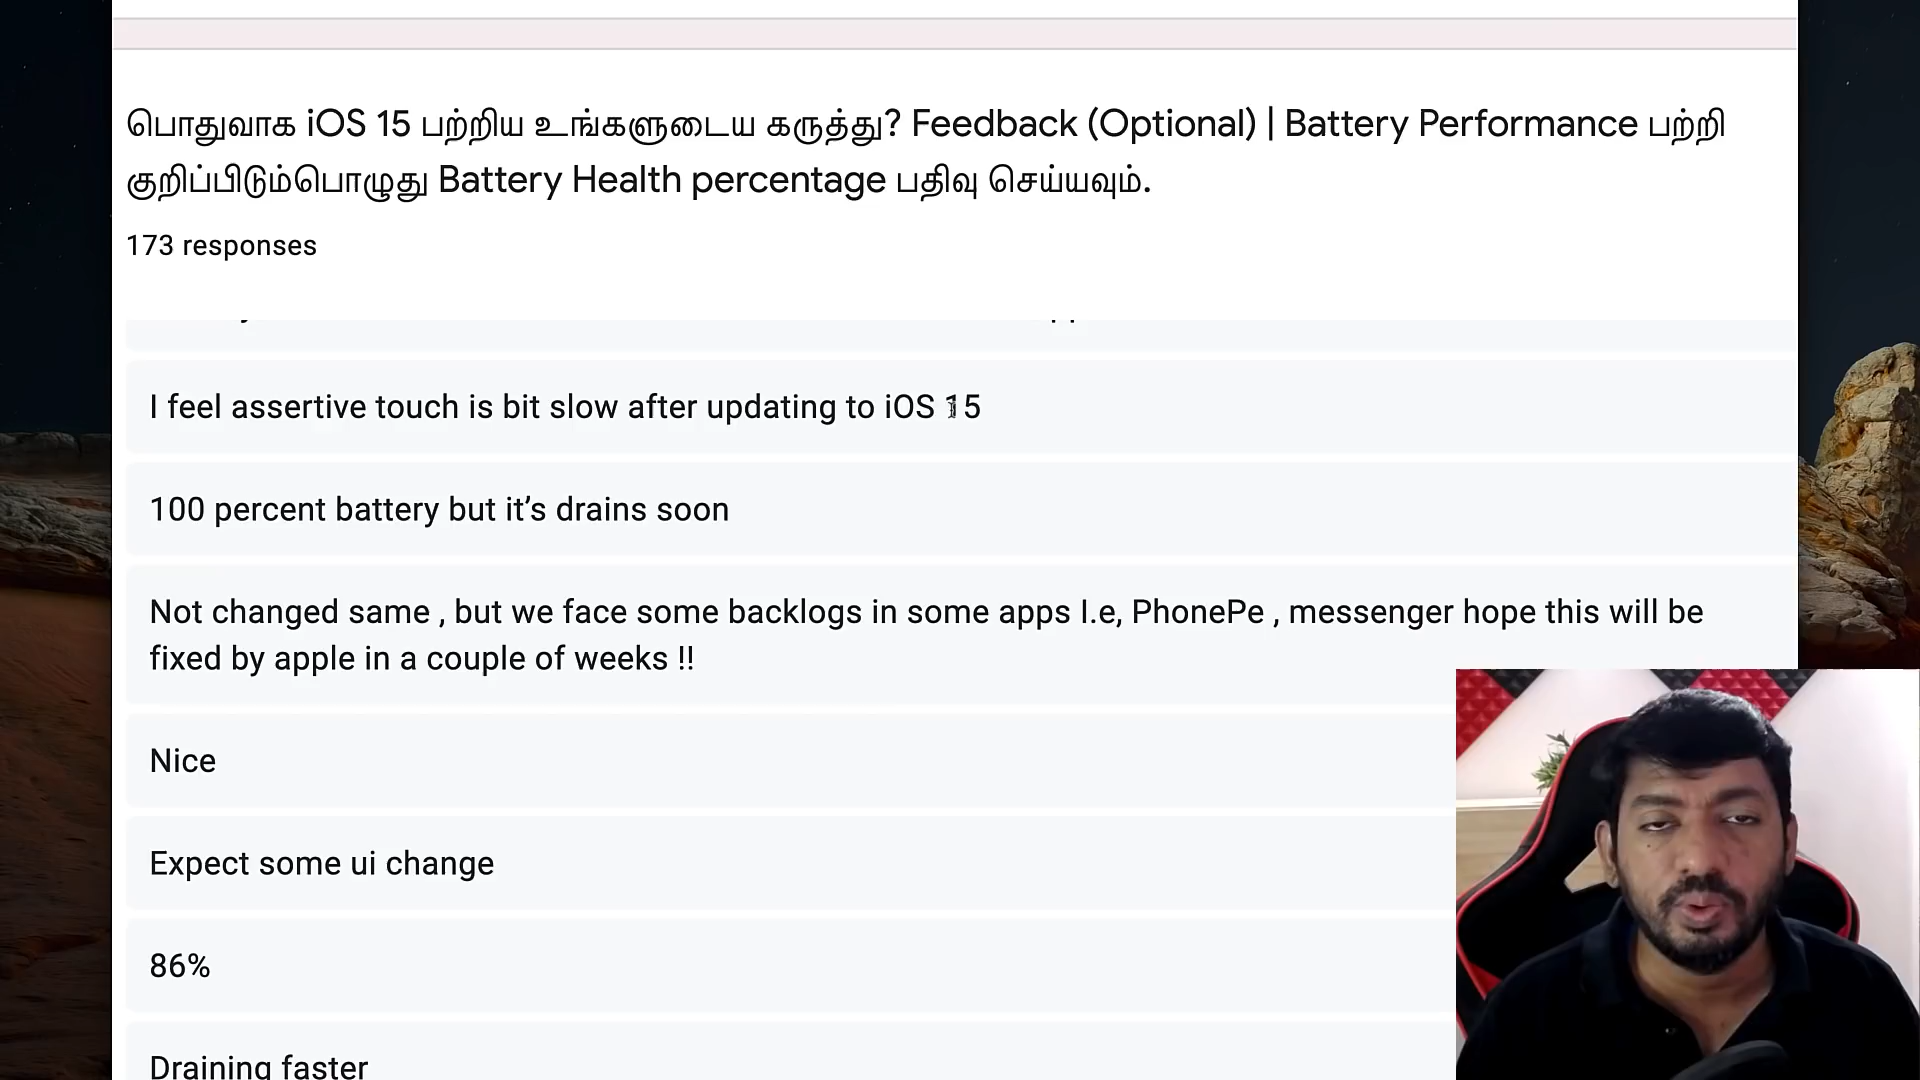 பொதுவாக iOS 15 பற்றிய உங்களுடைய கருத்து? Feedback (Optional) | Battery Performance பற்றி
குறிப்பிடும்பொழுது Battery Health percentage பதிவு செய்யவும்.
173 responses
I feel assertive touch is bit slow after updating to iOS 15
100 percent battery but it’s drains soon
Not changed same , but we face some backlogs in some apps I.e, PhonePe , messenger hope this will be
fixed by apple in a couple of weeks !!
Nice
Expect some ui change
86%
Draining faster